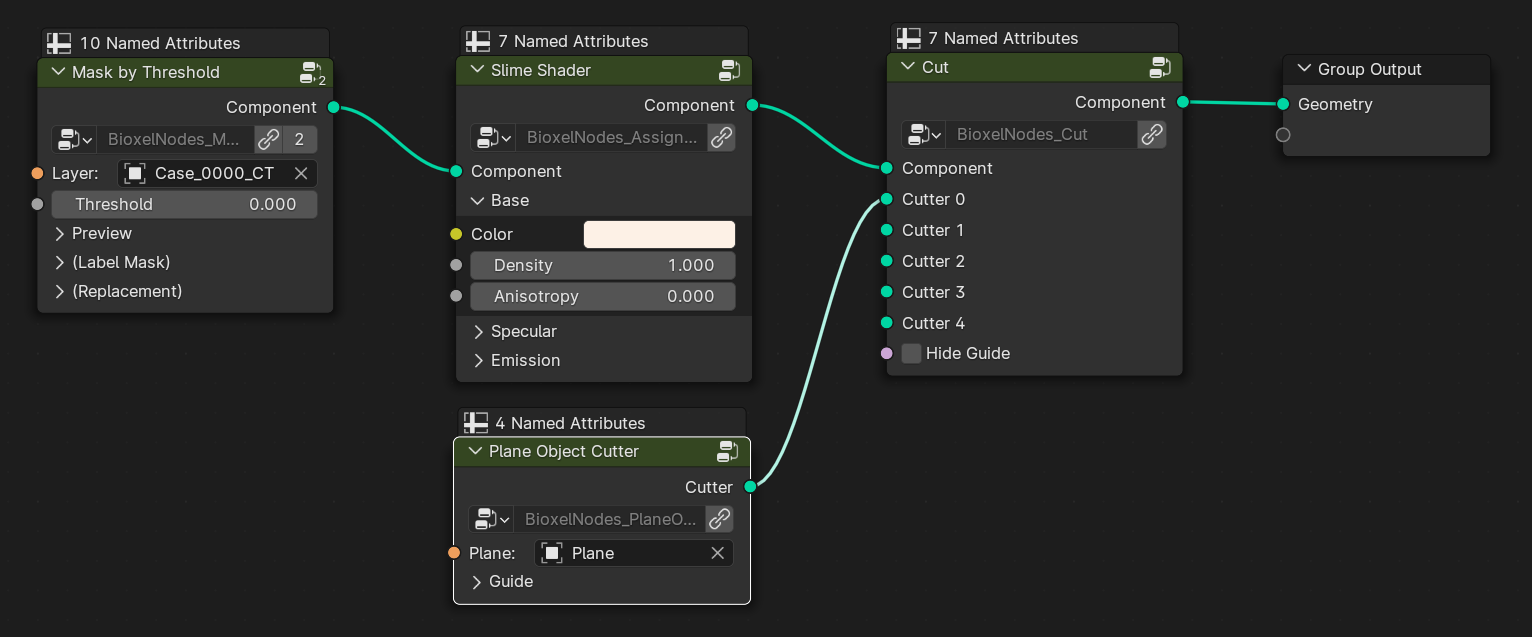 10 Named Attributes
Mask by Threshold
2
Component
BioxelNodes_M...
2
Layer:
Case_0000_CT
Threshold 0.000
Preview
(Label Mask)
(Replacement)
7 Named Attributes
Slime Shader
Component
BioxelNodes_Assign...
Component
Base
Color
Density 1.000
Anisotropy 0.000
Specular
Emission
4 Named Attributes
Plane Object Cutter
Cutter
BioxelNodes_PlaneO...
Plane:
Plane
Guide
7 Named Attributes
Cut
Component
BioxelNodes_Cut
Component
Cutter 0
Cutter 1
Cutter 2
Cutter 3
Cutter 4
Hide Guide
Group Output
Geometry